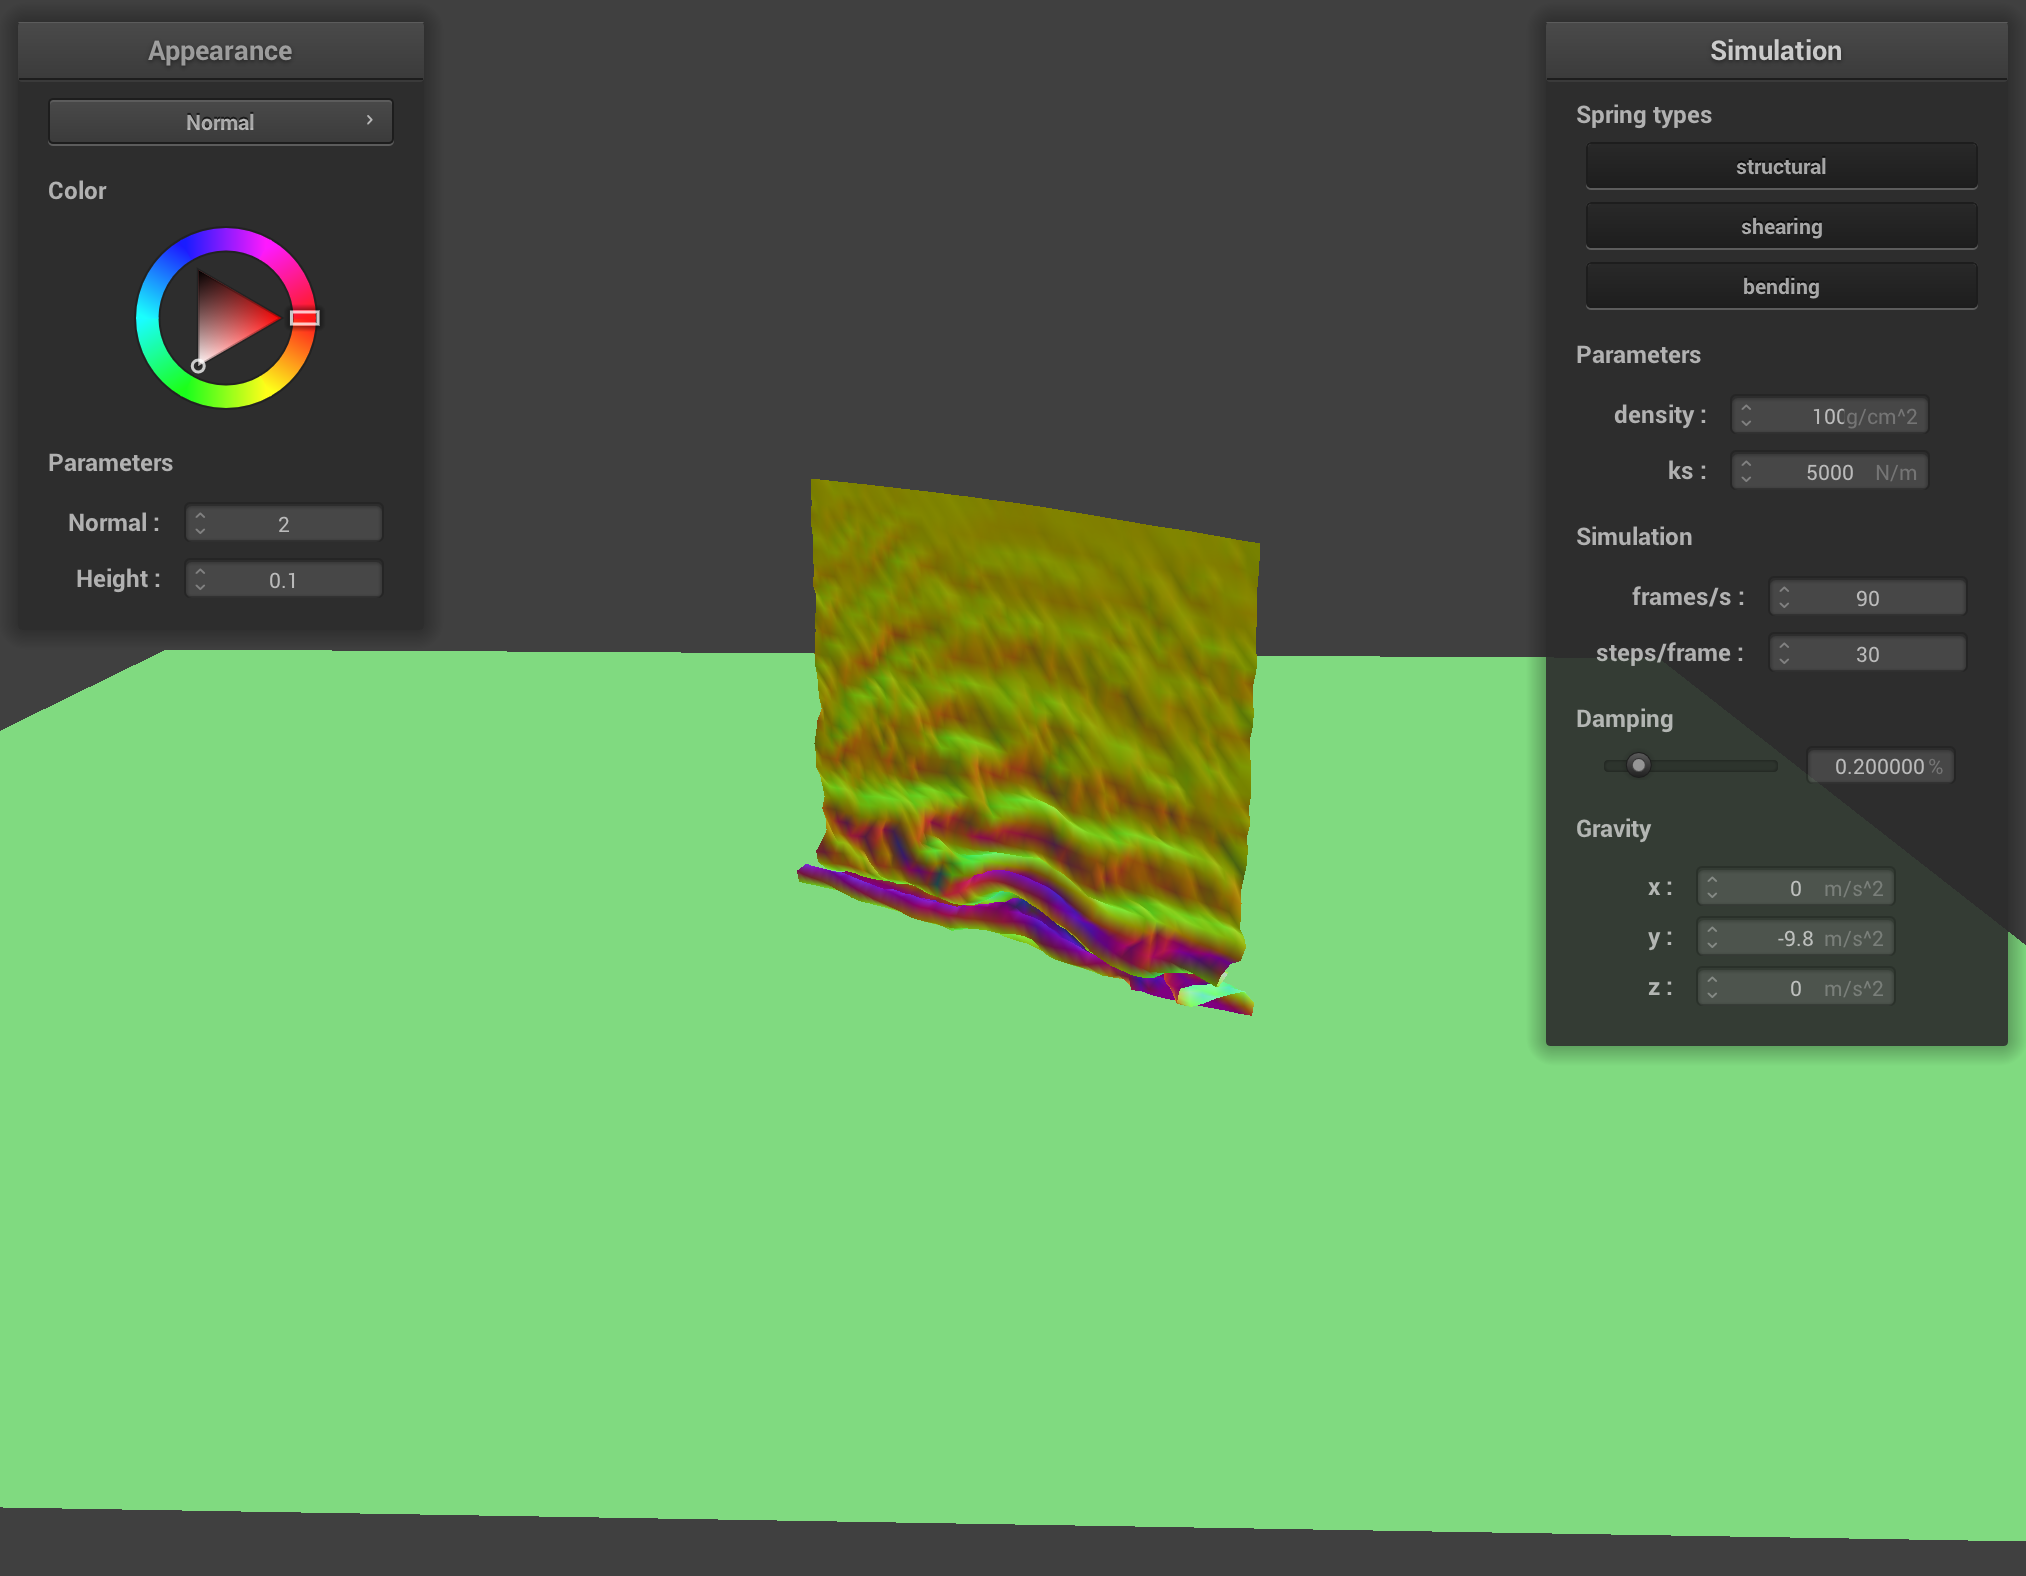 Appearance
Normal
Color
Parameters
Normal : 2
Height : 0.1
Simulation
Spring types
structural
shearing
bending
Parameters
density : 100 g/cm^2
ks : 5000 N/m
Simulation
frames/s : 90
steps/frame : 30
Damping
0.200000 %
Gravity
x : 0 m/s^2
y : -9.8 m/s^2
z : 0 m/s^2